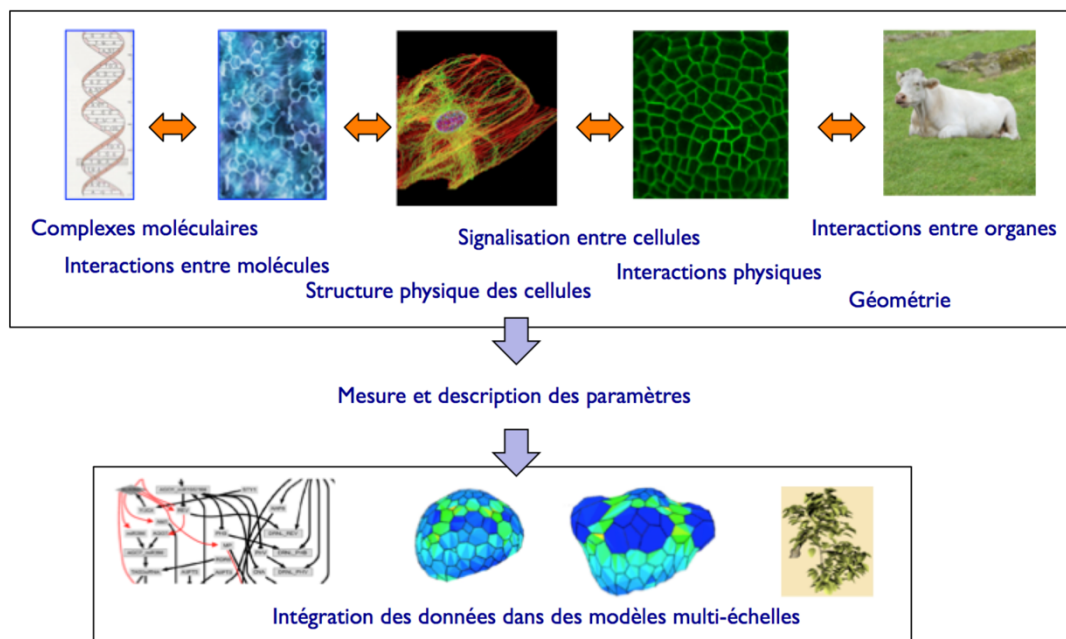 Complexes moléculaires
Interactions entre molécules
Structure physique des cellules
Signalisation entre cellules
Interactions physiques
Interactions entre organes
Géométrie
Mesure et description des paramètres
Intégration des données dans des modèles multi-échelles